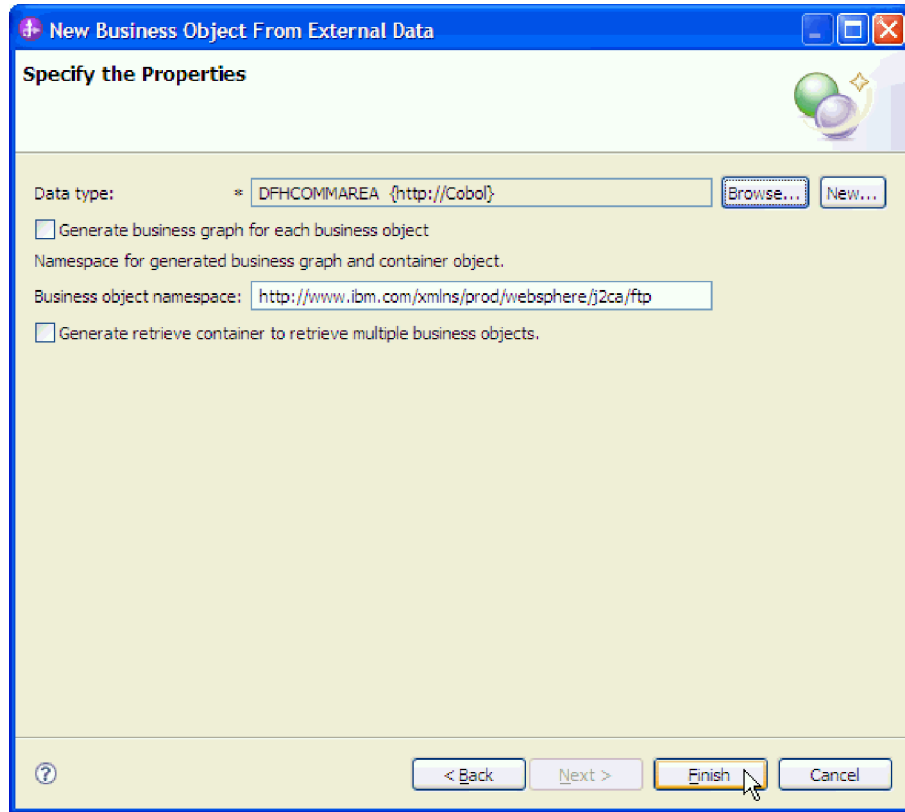 New Business Object From External Data
Specify the Properties
Data type: * DFHCOMMAREA {http://Cobol} Browse... New...
Generate business graph for each business object
Namespace for generated business graph and container object.
Business object namespace: http://www.ibm.com/xmlns/prod/websphere/j2ca/ftp
Generate retrieve container to retrieve multiple business objects.
? < Back Next > Finish Cancel